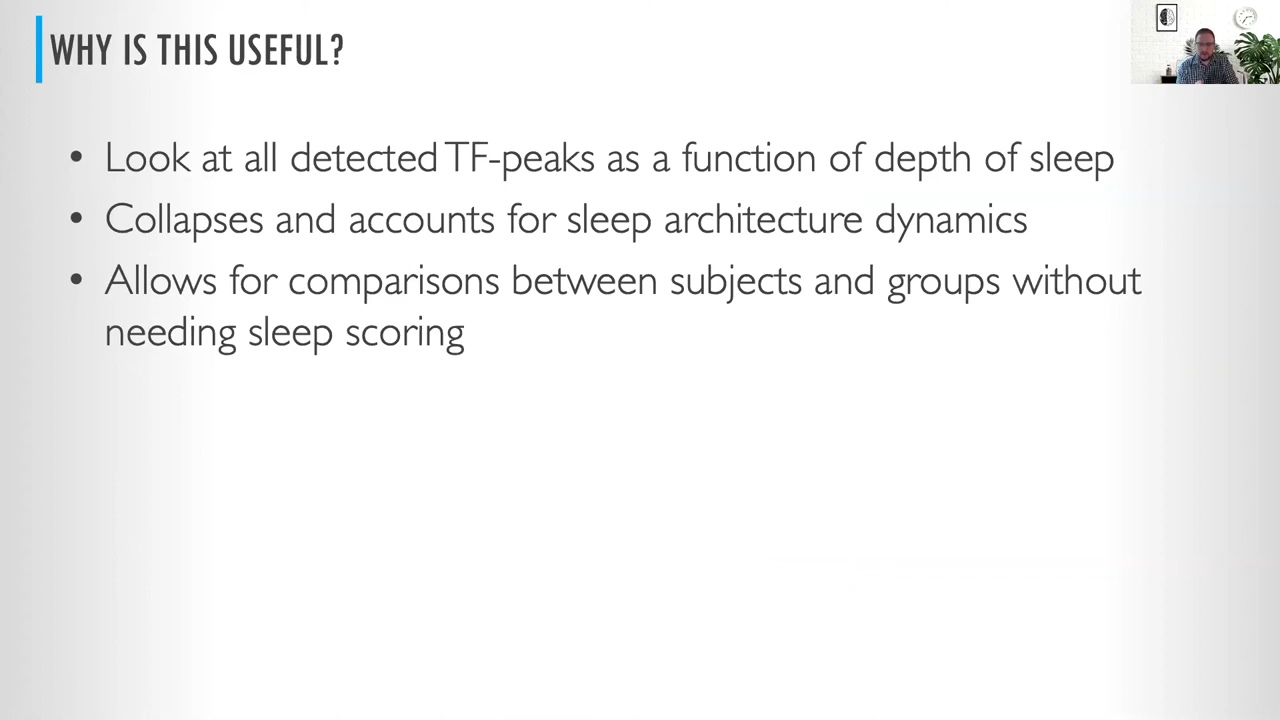 WHY IS THIS USEFUL?
• Look at all detected TF-peaks as a function of depth of sleep
• Collapses and accounts for sleep architecture dynamics
• Allows for comparisons between subjects and groups without
needing sleep scoring